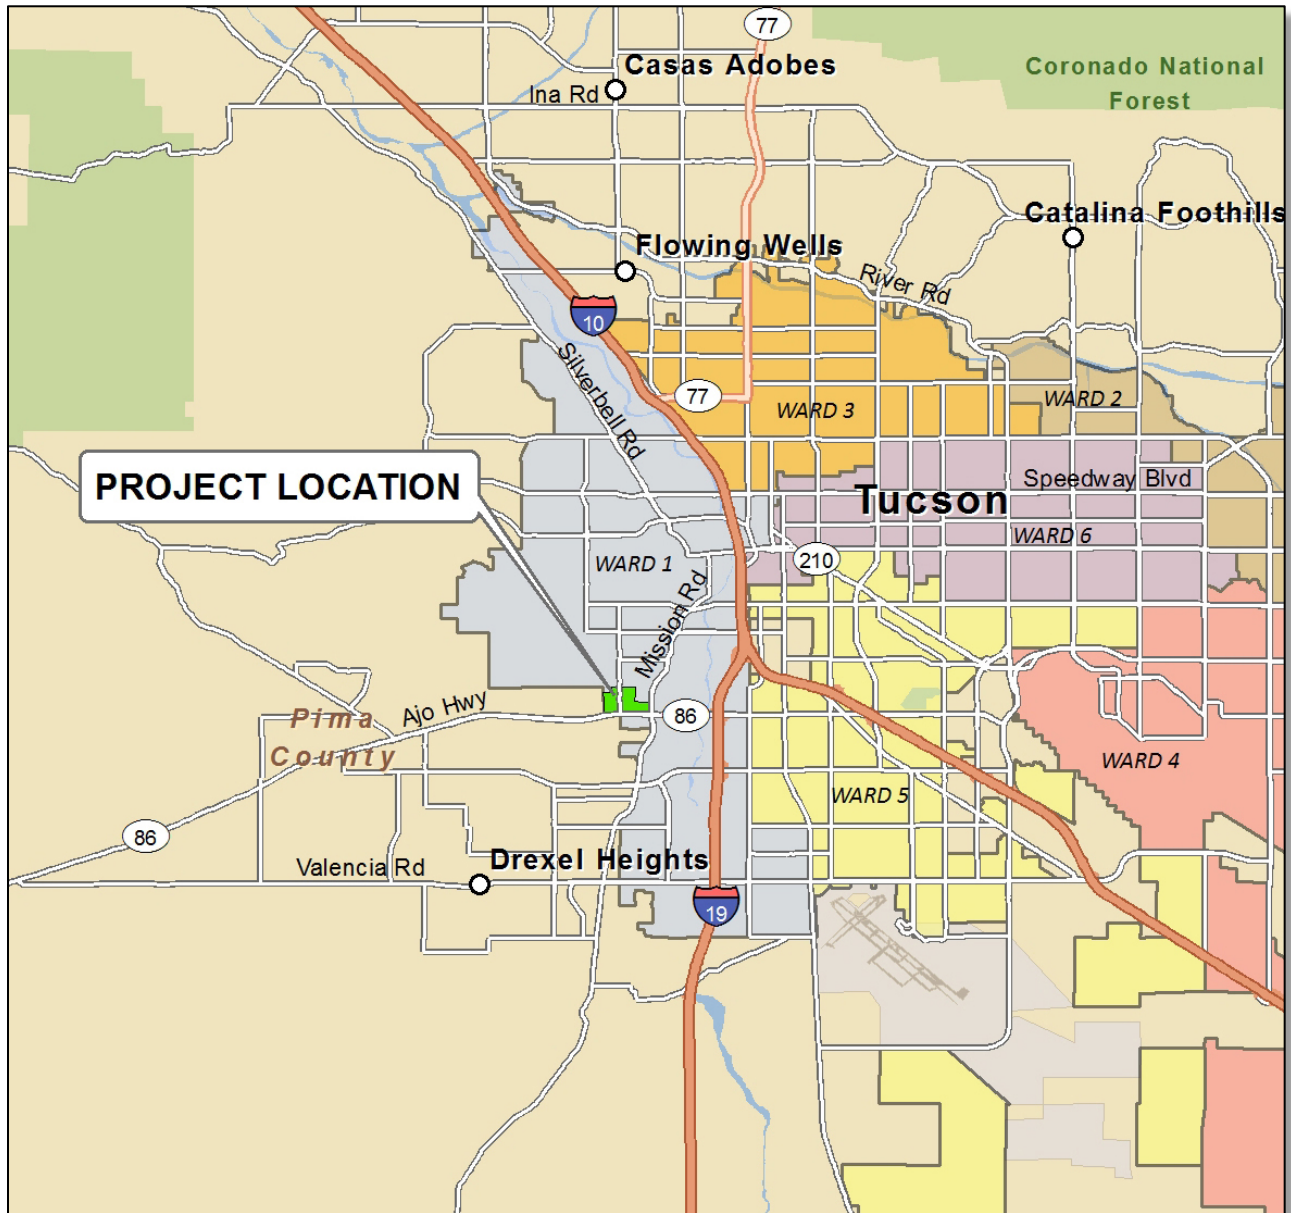 77
Casas Adobes
Coronado National
Forest
Ina Rd
Catalina Foothills
Flowing Wells
River Rd
10
Silverbell Rd
77
WARD 3
WARD 2
PROJECT LOCATION
Speedway Blvd
Tucson
WARD 6
WARD 1
210
Mission Rd
Ajo Hwy
Pima
County
86
WARD 4
WARD 5
86
Drexel Heights
Valencia Rd
19